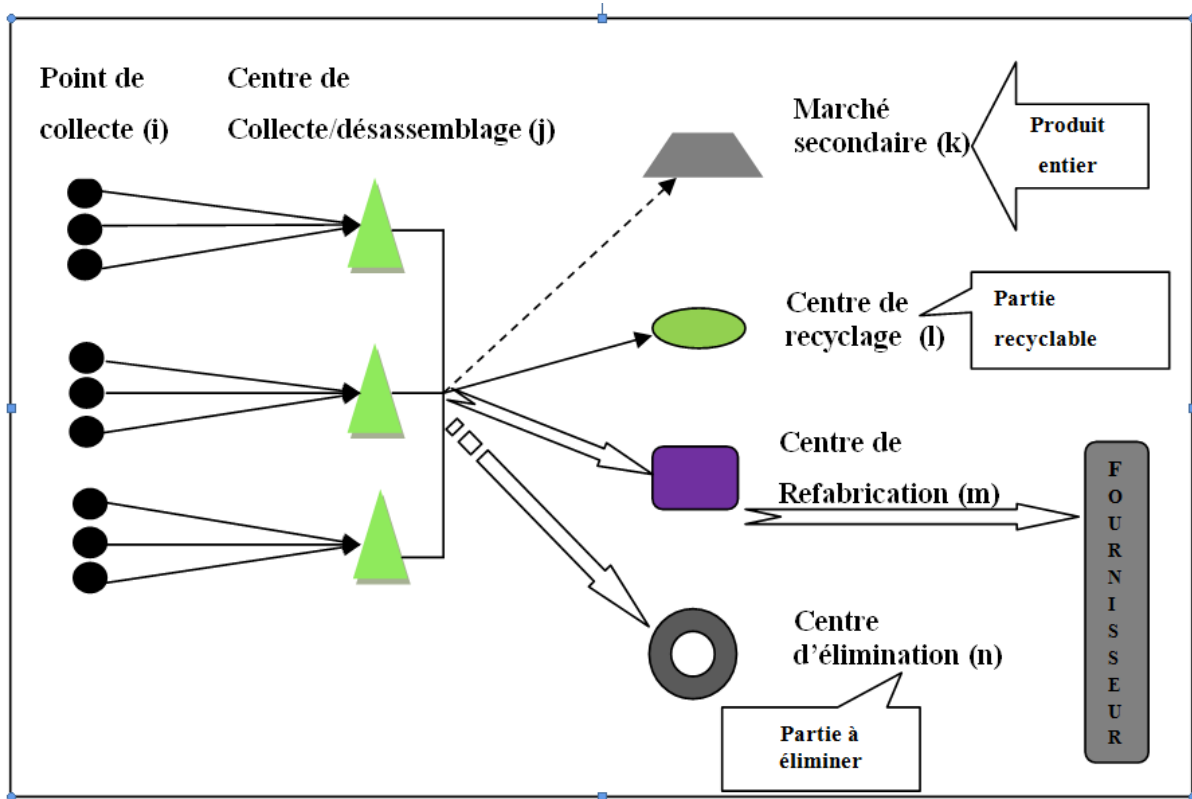 Point de
collecte (i)
Centre de
Collecte/désassemblage (j)
Marché
secondaire (k)
Produit
entier
Centre de
recyclage (l)
Partie
recyclable
Centre de
Refabrication (m)
FOURNISSEUR
Centre
d'élimination (n)
Partie à
éliminer